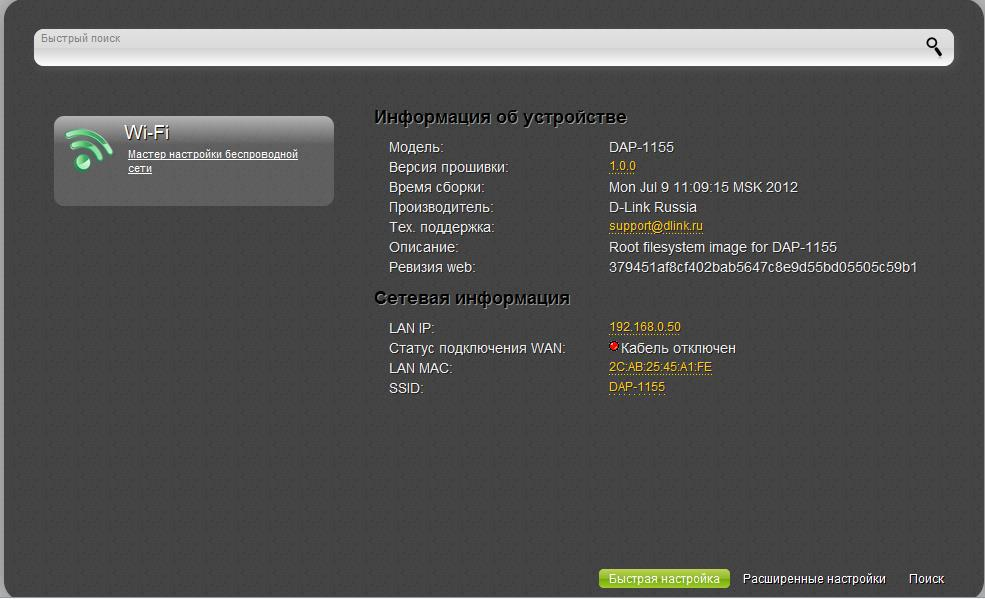 Быстрый поиск
Wi-Fi
Мастер настройки беспроводной
сети
Информация об устройстве
Модель: DAP-1155
Версия прошивки: 1.0.0
Время сборки: Mon Jul 9 11:09:15 MSK 2012
Производитель: D-Link Russia
Тех. поддержка: support@dlink.ru
Описание: Root filesystem image for DAP-1155
Ревизия web: 379451af8cf402bab5647c8e9d55bd05505c59b1
Сетевая информация
LAN IP: 192.168.0.50
Статус подключения WAN: Кабель отключен
LAN MAC: 2C:AB:25:45:A1:FE
SSID: DAP-1155
Быстрая настройка Расширенные настройки Поиск